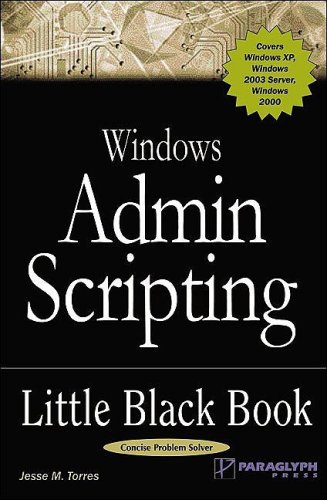 Covers
Windows XP,
Windows
2003 Server,
Windows
2000
Windows
Admin
Scripting
Little Black Book
Concise Problem Solver
Jesse M. Torres
PARAGLYPH
PRESS